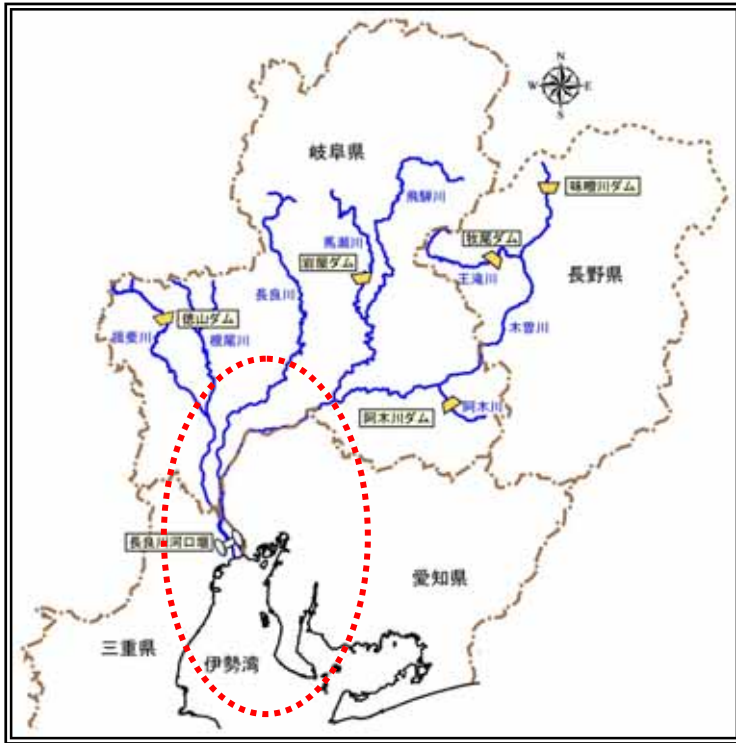 N
W E
S
岐阜県
飛騨川
味噌川ダム
馬瀬川
牧尾ダム
岩屋ダム
王滝川
長野県
長良川
徳山ダム
揖斐川
根尾川
木曽川
阿木川ダム
阿木川
長良川河口堰
愛知県
三重県
伊勢湾